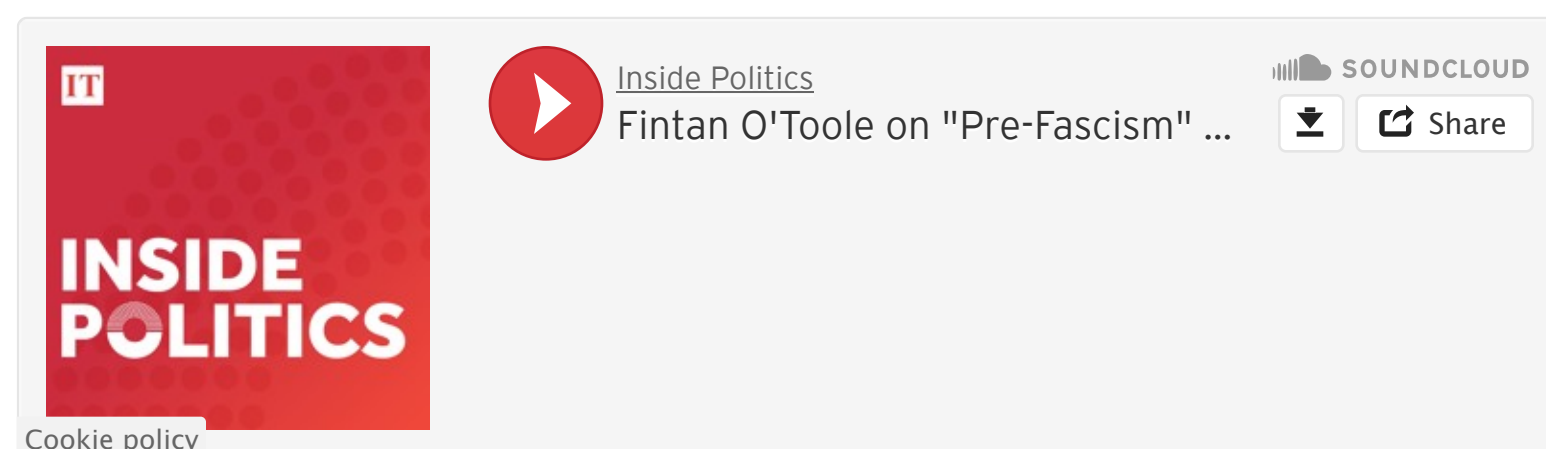 IT
INSIDE
POLITICS
Inside Politics
Fintan O'Toole on "Pre-Fascism" ...
SOUNDCLOUD
Share
Cookie policy